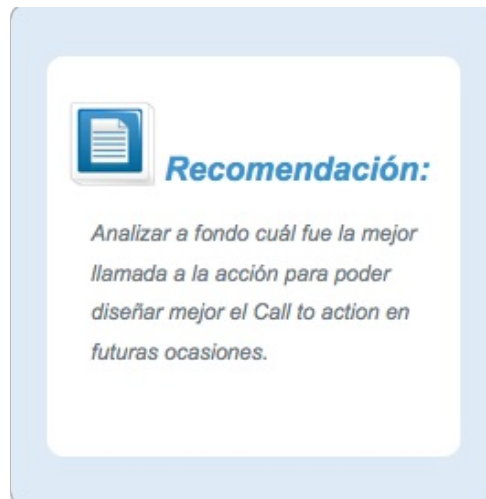 Recomendación:
Analizar a fondo cuál fue la mejor
llamada a la acción para poder
diseñar mejor el Call to action en
futuras ocasiones.